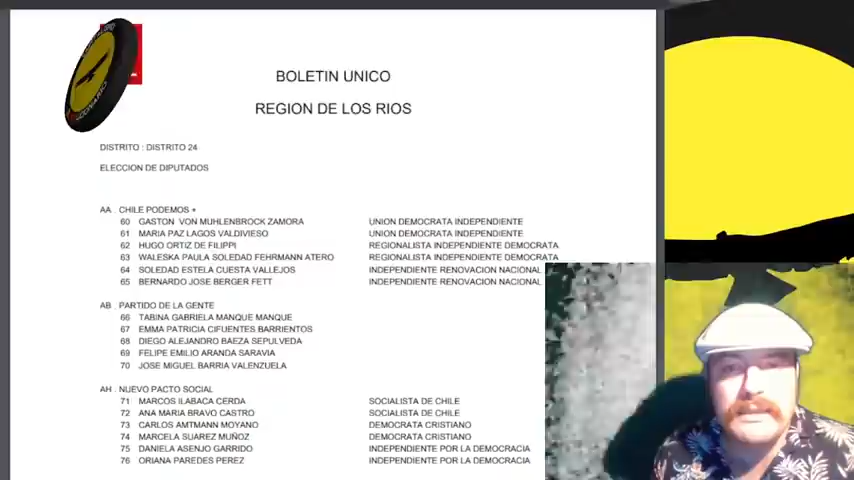 BOLETIN UNICO
REGION DE LOS RIOS
DISTRITO : DISTRITO 24
ELECCION DE DIPUTADOS
AA . CHILE PODEMOS +
60 GASTON VON MUHLENBROCK ZAMORA UNION DEMOCRATA INDEPENDIENTE
61 MARIA PAZ LAGOS VALDIVIESO UNION DEMOCRATA INDEPENDIENTE
62 HUGO ORTIZ DE FILIPPI REGIONALISTA INDEPENDIENTE DEMOCRATA
63 WALESKA PAULA SOLEDAD FEHRMANN ATERO REGIONALISTA INDEPENDIENTE DEMOCRATA
64 SOLEDAD ESTELA CUESTA VALLEJOS INDEPENDIENTE RENOVACION NACIONAL
65 BERNARDO JOSE BERGER FETT INDEPENDIENTE RENOVACION NACIONAL
AB . PARTIDO DE LA GENTE
66 TABINA GABRIELA MANQUE MANQUE
67 EMMA PATRICIA CIFUENTES BARRIENTOS
68 DIEGO ALEJANDRO BAEZA SEPULVEDA
69 FELIPE EMILIO ARANDA SARAVIA
70 JOSE MIGUEL BARRIA VALENZUELA
AH . NUEVO PACTO SOCIAL
71 MARCOS ILABACA CERDA SOCIALISTA DE CHILE
72 ANA MARIA BRAVO CASTRO SOCIALISTA DE CHILE
73 CARLOS AMTMANN MOYANO DEMOCRATA CRISTIANO
74 MARCELA SUAREZ MUÑOZ DEMOCRATA CRISTIANO
75 DANIELA ASENJO GARRIDO INDEPENDIENTE POR LA DEMOCRACIA
76 ORIANA PAREDES PEREZ INDEPENDIENTE POR LA DEMOCRACIA